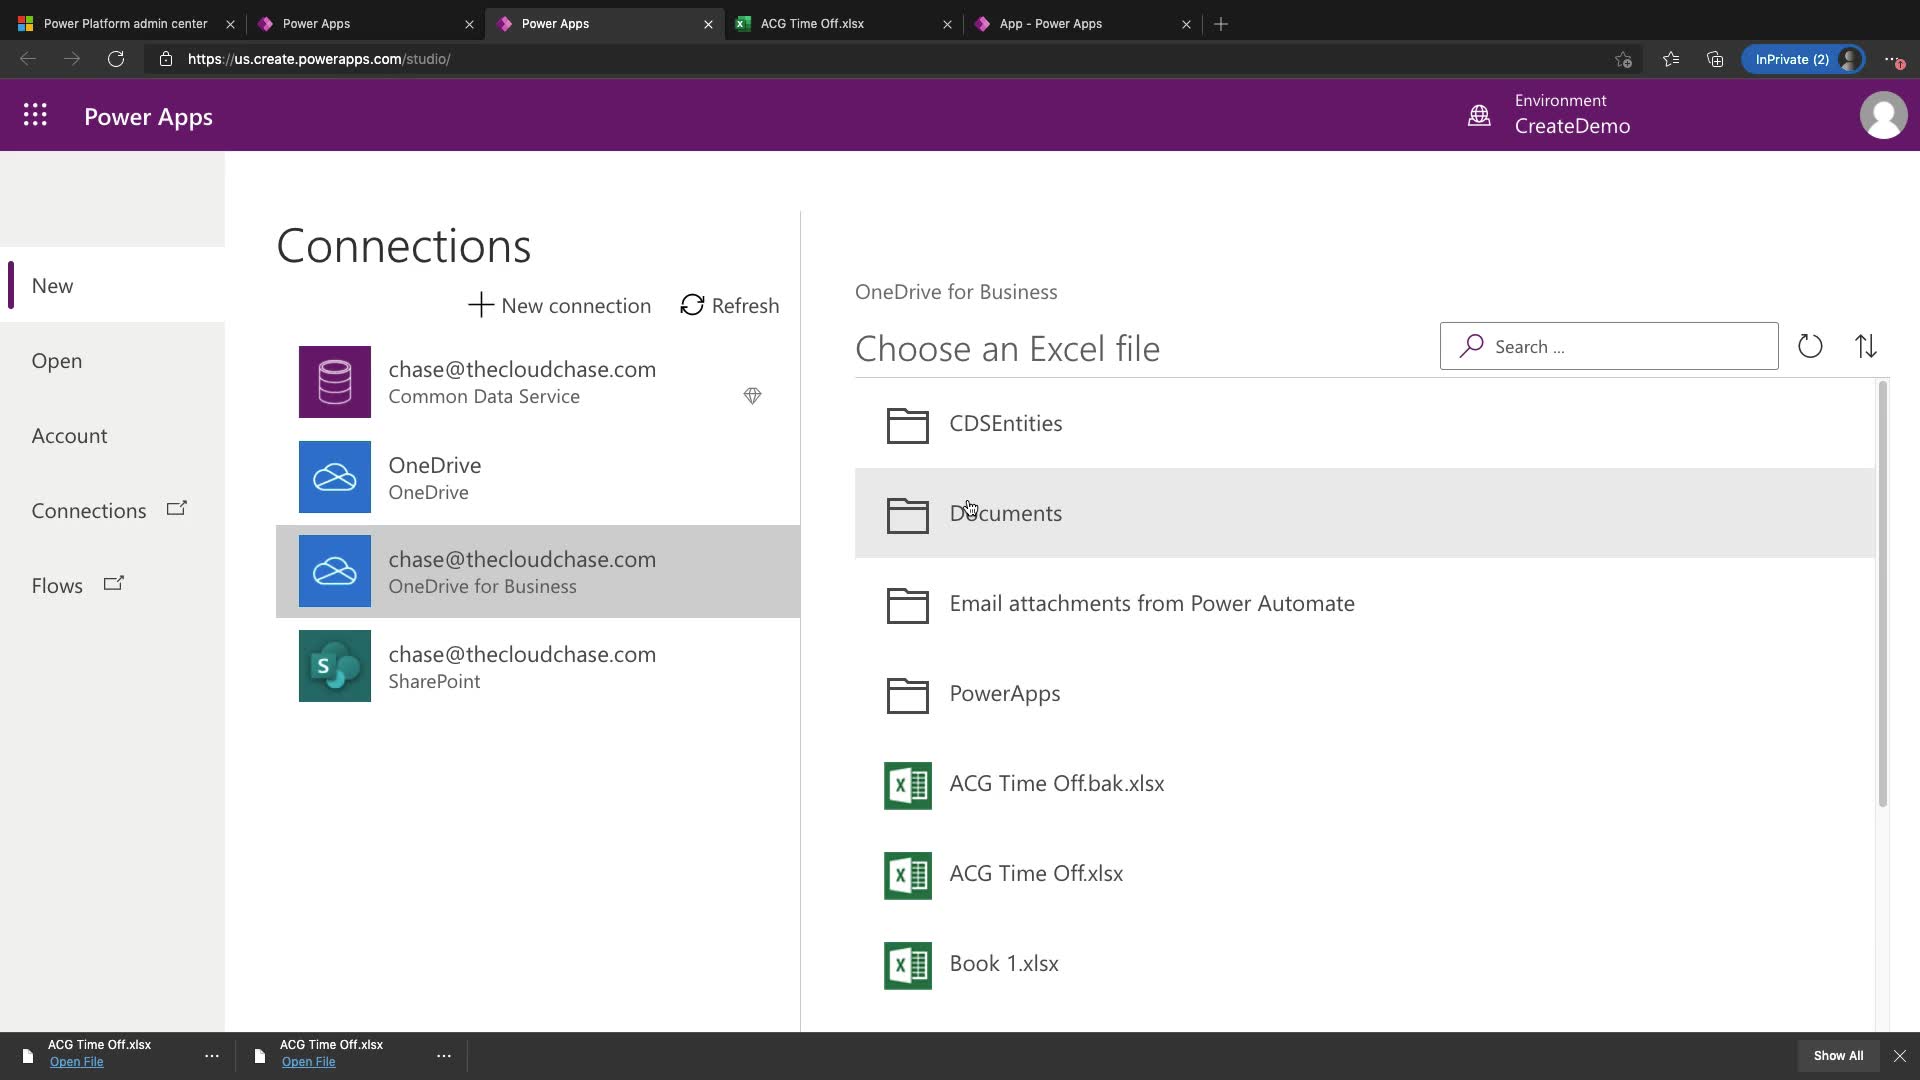 Power Platform admin center
Power Apps
Power Apps
ACG Time Off.xlsx
App - Power Apps
https://us.create.powerapps.com/studio/
InPrivate (2)
Power Apps
Environment
CreateDemo
New
Open
Account
Connections
Flows
Connections
New connection
Refresh
chase@thecloudchase.com
Common Data Service
OneDrive
OneDrive
chase@thecloudchase.com
OneDrive for Business
chase@thecloudchase.com
SharePoint
OneDrive for Business
Choose an Excel file
Search ...
CDSEntities
Documents
Email attachments from Power Automate
PowerApps
ACG Time Off.bak.xlsx
ACG Time Off.xlsx
Book 1.xlsx
ACG Time Off.xlsx
Open File
ACG Time Off.xlsx
Open File
Show All